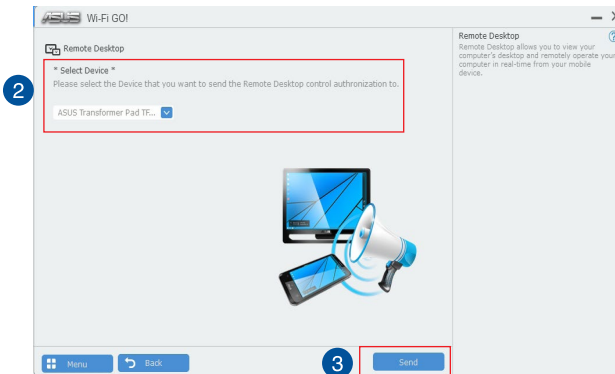 ASUS Wi-Fi GO!
Remote Desktop
2
* Select Device *
Please select the Device that you want to send the Remote Desktop control authronization to.
ASUS Transformer Pad TF...
3
Menu
Back
Send
Remote Desktop
Remote Desktop allows you to view your
computer's desktop and remotely operate your
computer in real-time from your mobile
device.